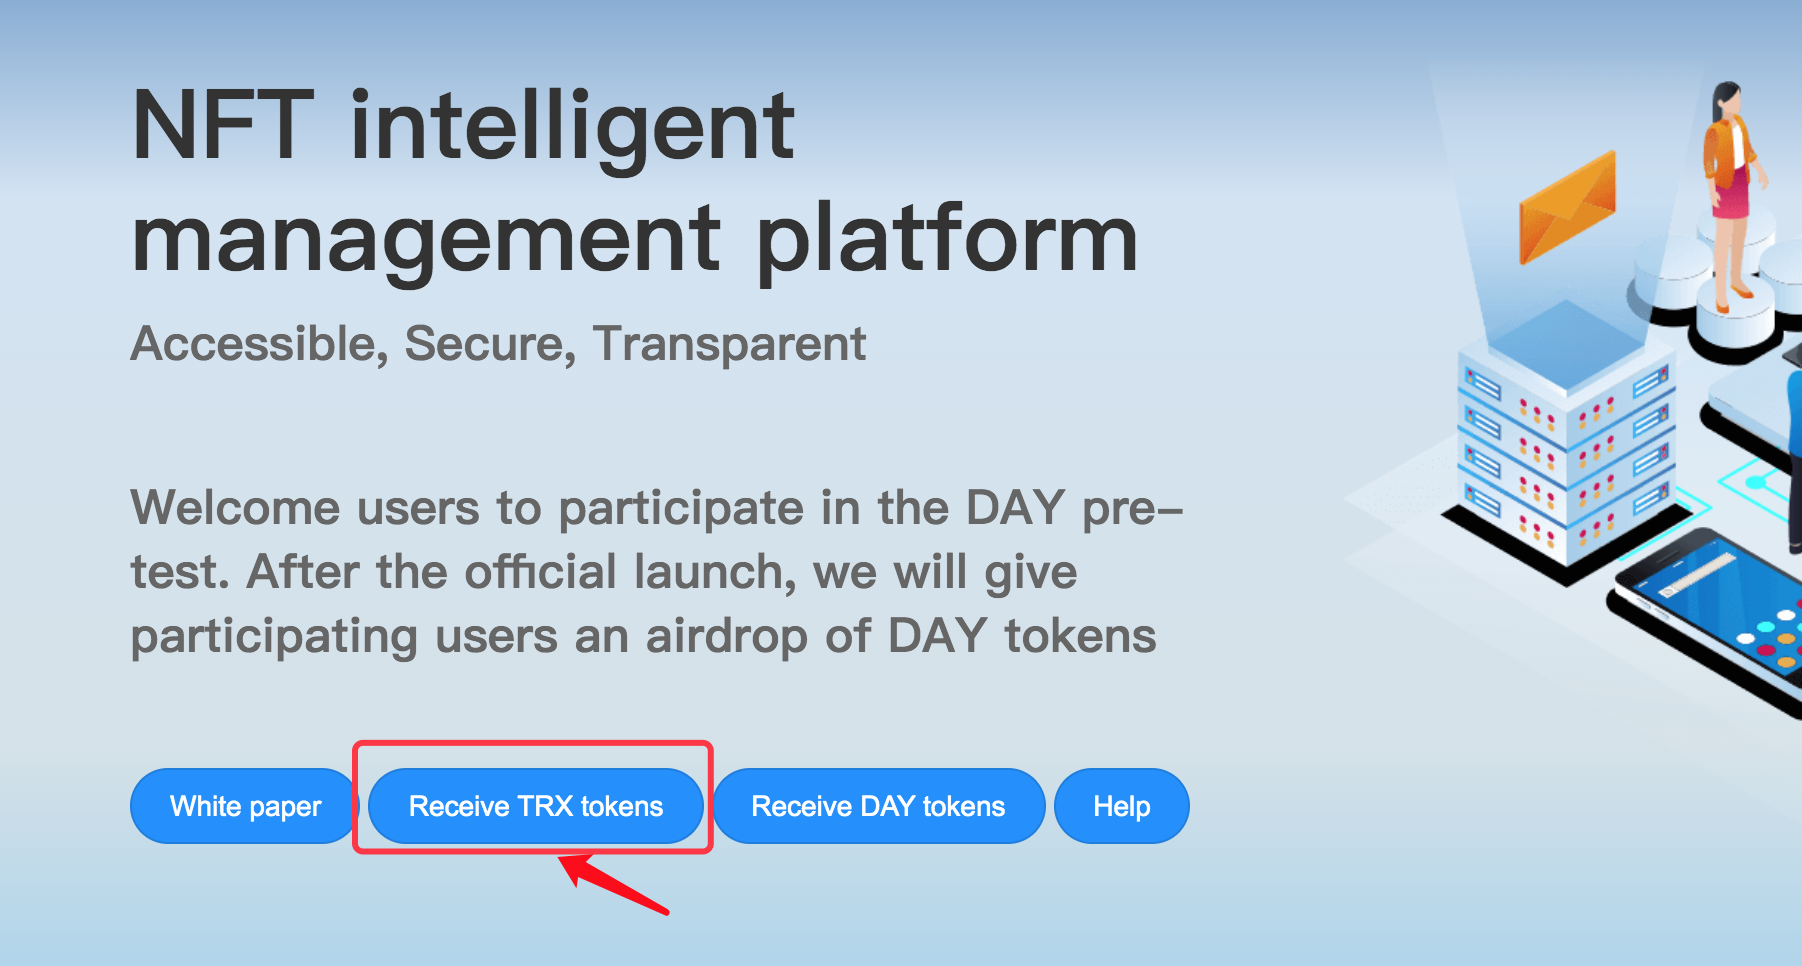 NFT intelligent
management platform
Accessible, Secure, Transparent
Welcome users to participate in the DAY pre-
test. After the official launch, we will give
participating users an airdrop of DAY tokens
White paper
Receive TRX tokens
Receive DAY tokens
Help